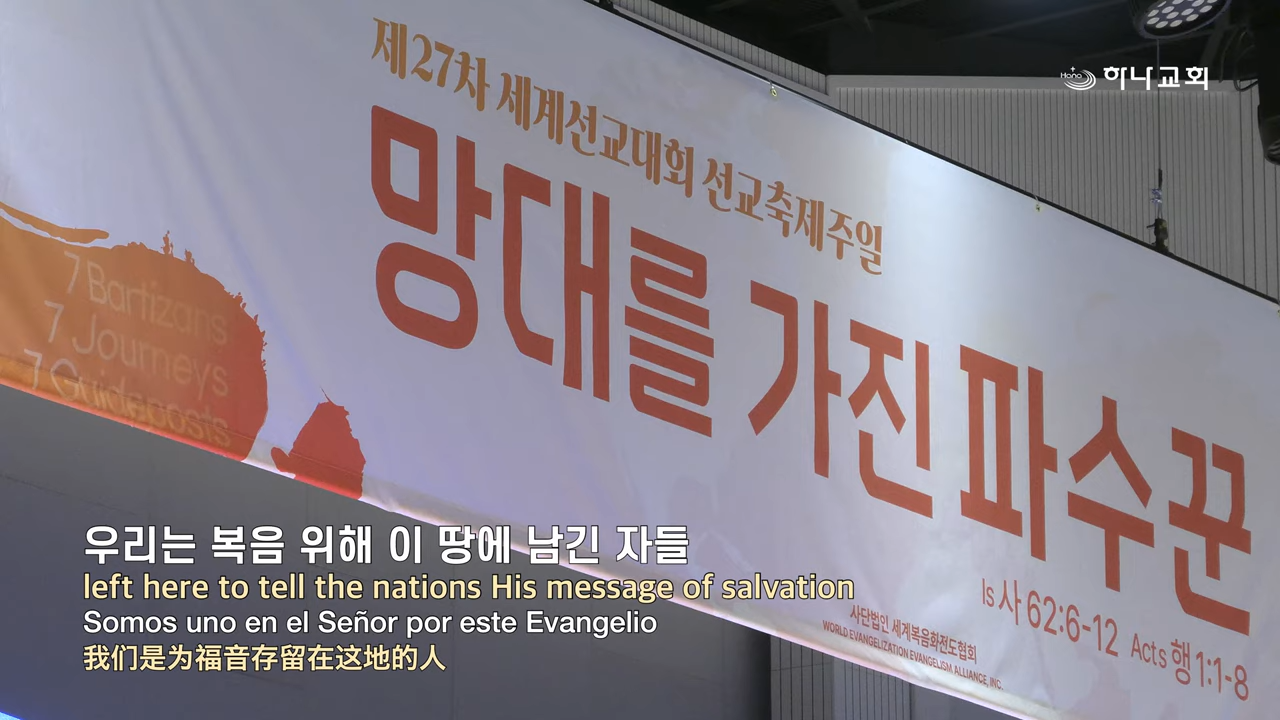 Hana 하나교회
제27차 세계선교대회 선교축제주일
망대를 가진 파수꾼
7 Bartizans
7 Journeys
7 Guideposts
Is 사 62:6-12 Acts 행 1:1-8
사단법인 세계복음화전도협회
WORLD EVANGELIZATION EVANGELISM ALLIANCE, INC.
우리는 복음 위해 이 땅에 남긴 자들
left here to tell the nations His message of salvation
Somos uno en el Señor por este Evangelio
我们是为福音存留在这地的人